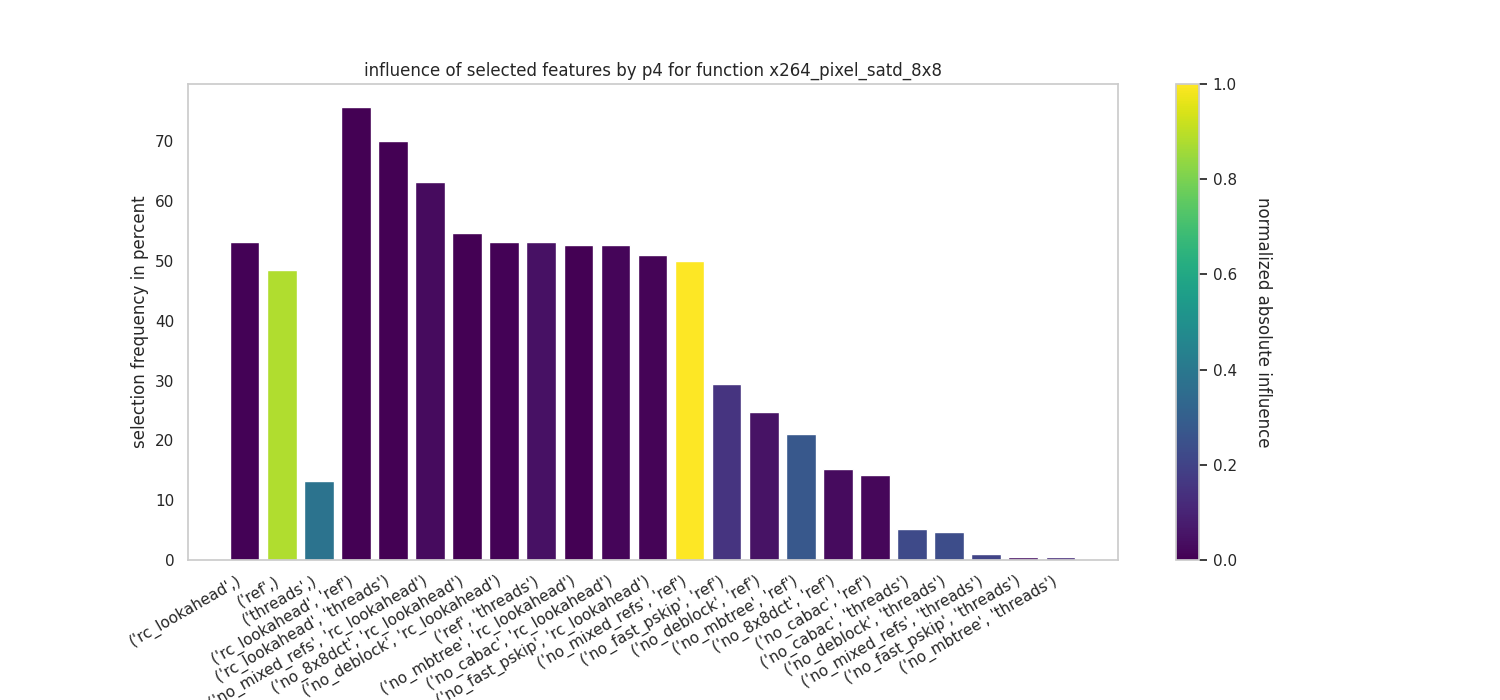 influence of selected features by p4 for function x264_pixel_satd_8x8
selection frequency in percent
70
60
50
40
30
20
10
0
('rc_lookahead',)
('ref',)
('threads',)
('rc_lookahead', 'ref')
('rc_lookahead', 'threads')
('no_mixed_refs', 'rc_lookahead')
('no_8x8dct', 'rc_lookahead')
('no_deblock', 'rc_lookahead')
('ref', 'threads')
('no_mbtree', 'rc_lookahead')
('no_cabac', 'rc_lookahead')
('no_fast_pskip', 'rc_lookahead')
('no_mixed_refs', 'ref')
('no_fast_pskip', 'ref')
('no_deblock', 'ref')
('no_mbtree', 'ref')
('no_8x8dct', 'ref')
('no_cabac', 'ref')
('no_cabac', 'threads')
('no_deblock', 'threads')
('no_mixed_refs', 'threads')
('no_fast_pskip', 'threads')
('no_mbtree', 'threads')
1.0
0.8
0.6
0.4
0.2
0.0
normalized absolute influence